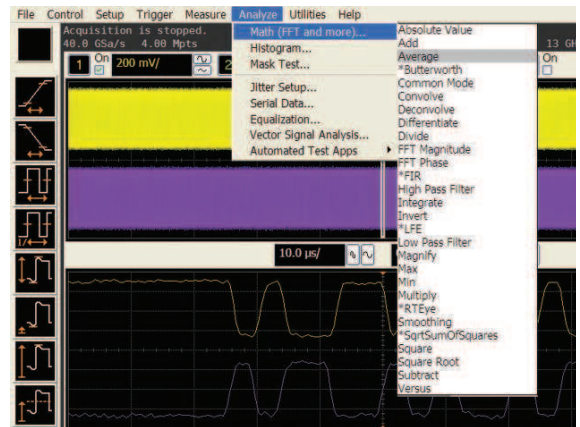 File Control Setup Trigger Measure Analyze Utilities Help
Acquisition is stopped.
40.0 GSa/s 4.00 Mpts
13 GH
1 On 200 mV/ 2
On
Math (FFT and more)...
Histogram...
Mask Test...
Jitter Setup...
Serial Data...
Equalization...
Vector Signal Analysis...
Automated Test Apps
Absolute Value
Add
Average
*Butterworth
Common Mode
Convolve
Deconvolve
Differentiate
Divide
FFT Magnitude
FFT Phase
*FIR
High Pass Filter
Integrate
Invert
*LFE
Low Pass Filter
Magnify
Max
Min
Multiply
*RTEye
Smoothing
*SqrtSumOfSquares
Square
Square Root
Subtract
Versus
10.0 µs/
1/